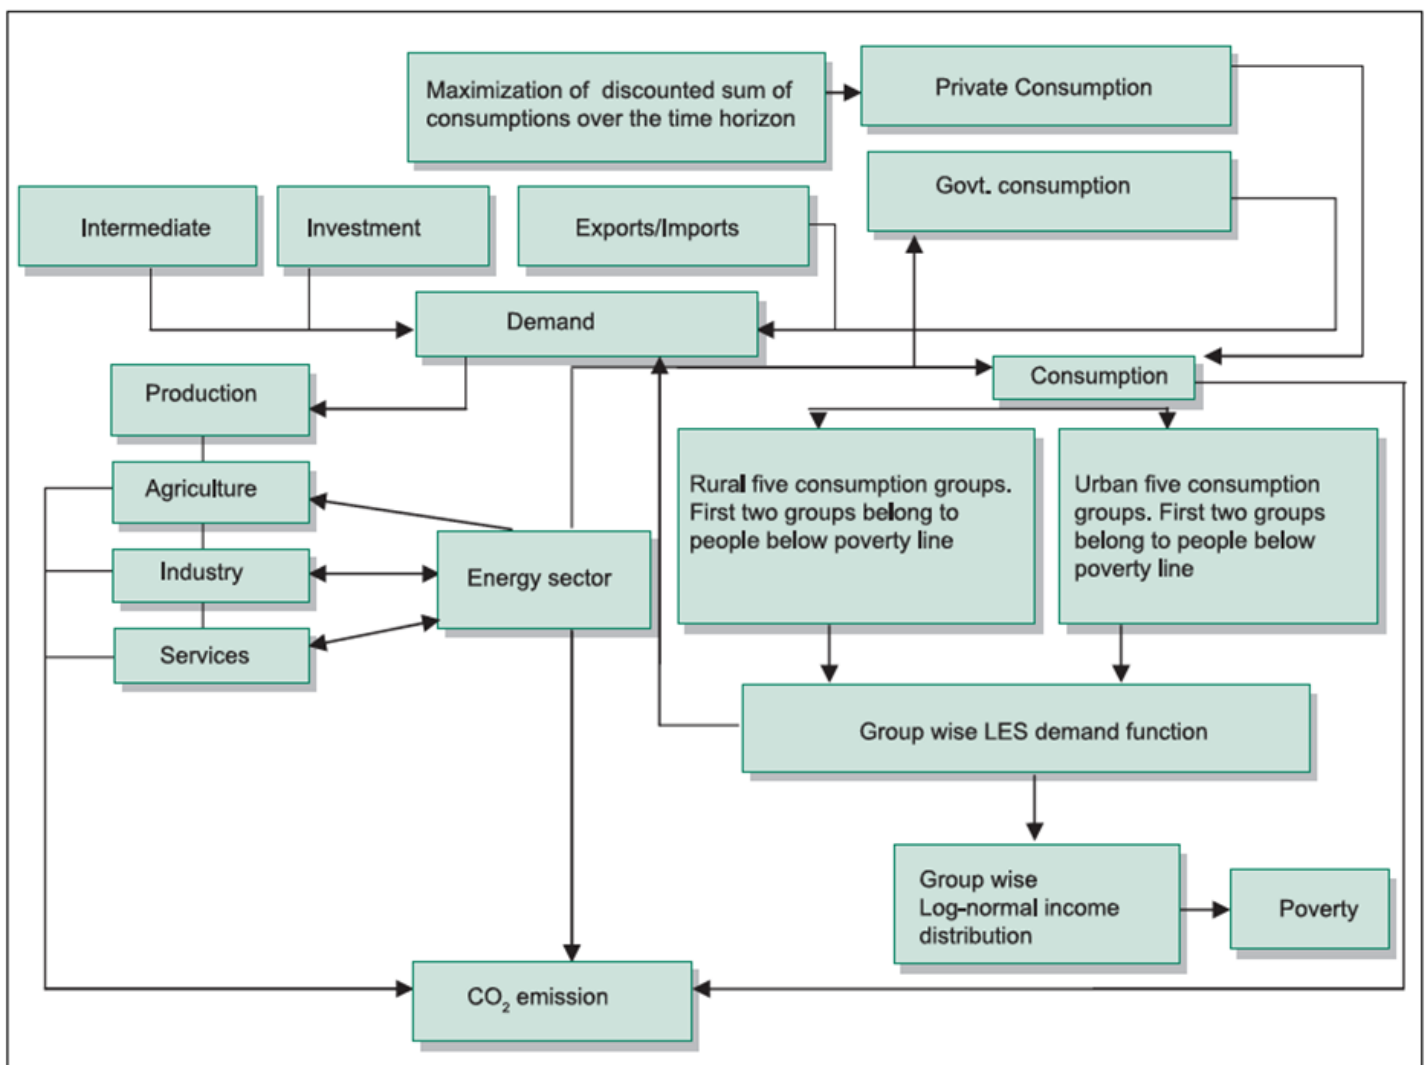 Maximization of discounted sum of
consumptions over the time horizon
Private Consumption
Govt. consumption
Intermediate
Investment
Exports/Imports
Demand
Consumption
Production
Agriculture
Industry
Services
Energy sector
Rural five consumption groups.
First two groups belong to
people below poverty line
Urban five consumption
groups. First two groups
belong to people below
poverty line
Group wise LES demand function
Group wise
Log-normal income
distribution
Poverty
CO₂ emission